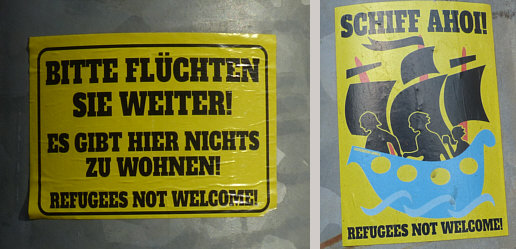 BITTE FLÜCHTEN
SIE WEITER!
ES GIBT HIER NICHTS
ZU WOHNEN!
REFUGEES NOT WELCOME!
SCHIFF AHOI!
REFUGEES NOT WELCOME!